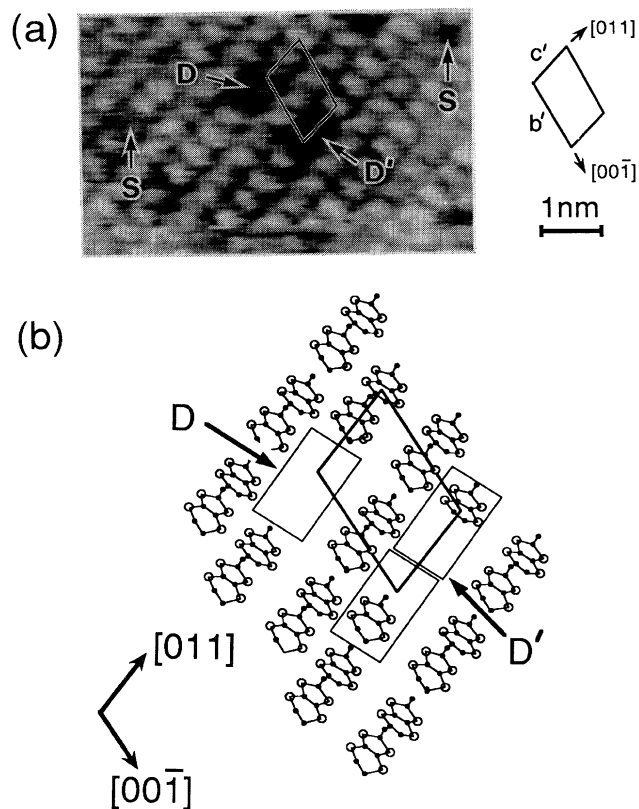 (a)
D
S
S
D'
c'
[011]
b'
[001̄]
1nm
(b)
D
D'
[011]
[001̄]